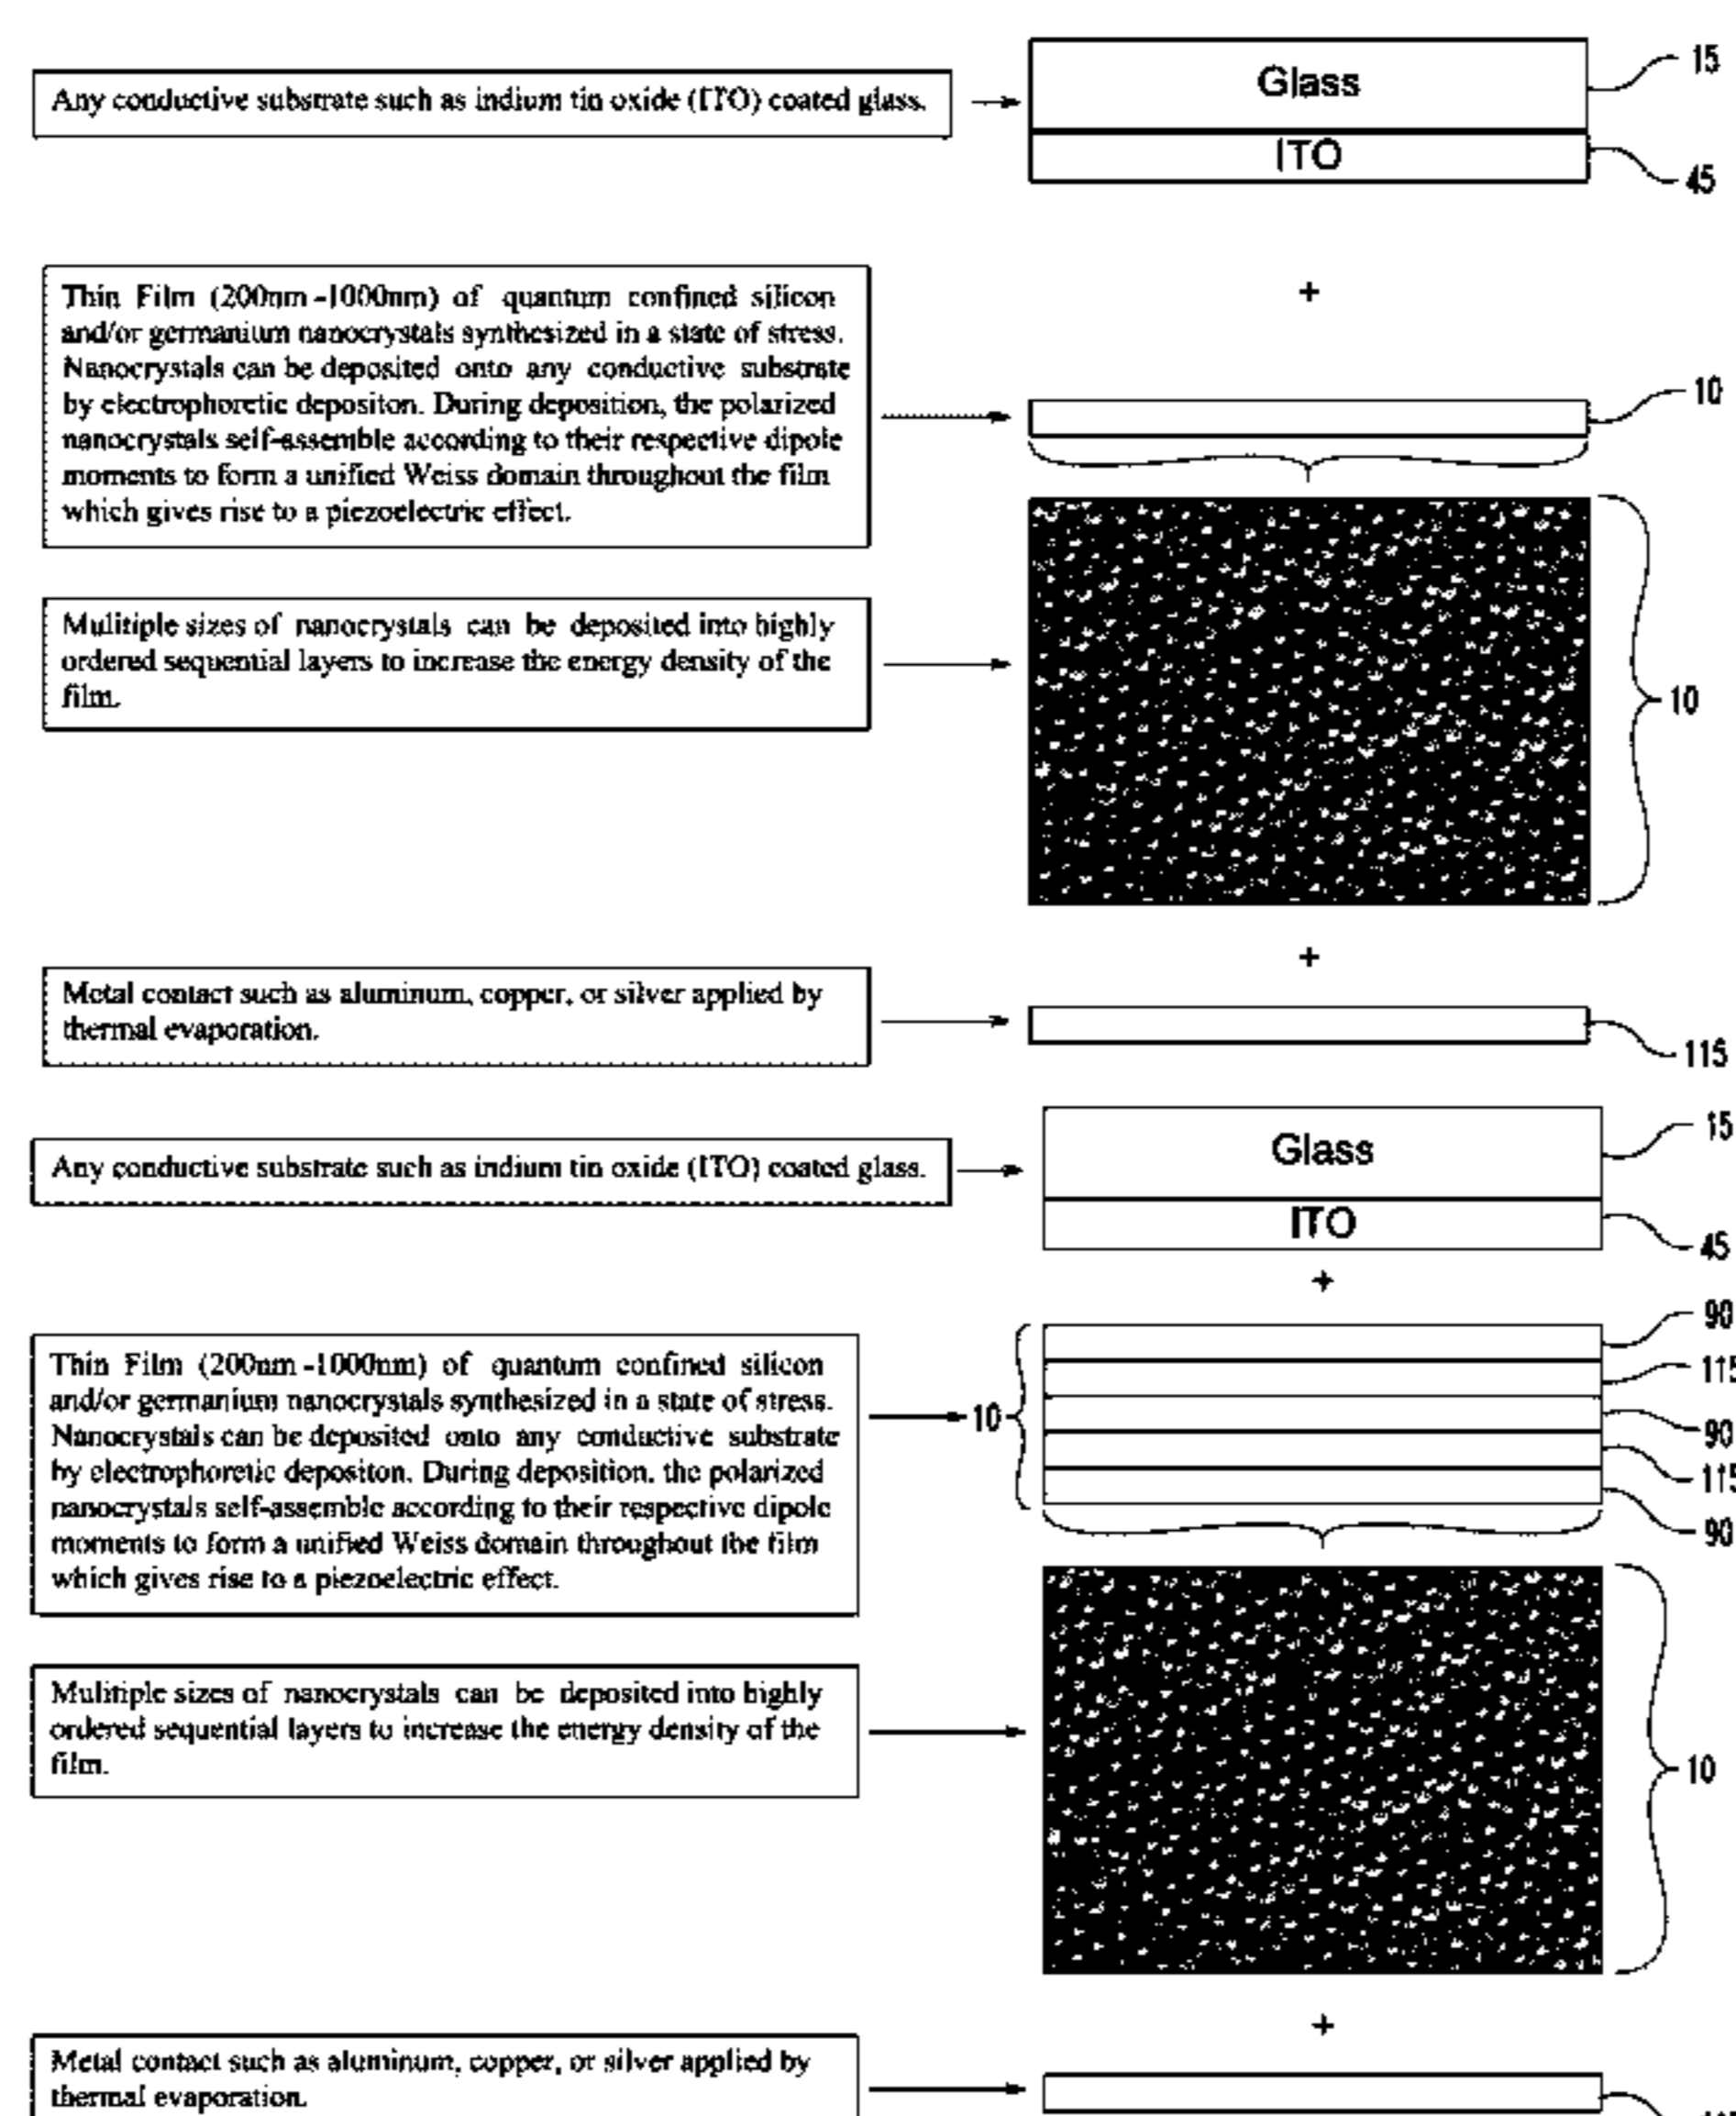 Any conductive substrate such as indium tin oxide (ITO) coated glass.
Glass
15
ITO
45
+
Thin Film (200nm-1000nm) of quantum confined silicon
and/or germanium nanocrystals synthesized in a state of stress.
Nanocrystals can be deposited onto any conductive substrate
by electrophoretic depositon. During deposition, the polarized
nanocrystals self-assemble according to their respective dipole
moments to form a unified Weiss domain throughout the film
which gives rise to a piezoelectric effect.
10
Mulitiple sizes of nanocrystals can be deposited into highly
ordered sequential layers to increase the energy density of the
film.
10
+
Metal contact such as aluminum, copper, or silver applied by
thermal evaporation.
115
Any conductive substrate such as indium tin oxide (ITO) coated glass.
Glass
15
ITO
45
+
Thin Film (200nm-1000nm) of quantum confined silicon
and/or germanium nanocrystals synthesized in a state of stress.
Nanocrystals can be deposited onto any conductive substrate
by electrophoretic depositon. During deposition, the polarized
nanocrystals self-assemble according to their respective dipole
moments to form a unified Weiss domain throughout the film
which gives rise to a piezoelectric effect.
10
90
115
90
115
90
Mulitiple sizes of nanocrystals can be deposited into highly
ordered sequential layers to increase the energy density of the
film.
10
+
Metal contact such as aluminum, copper, or silver applied by
thermal evaporation.